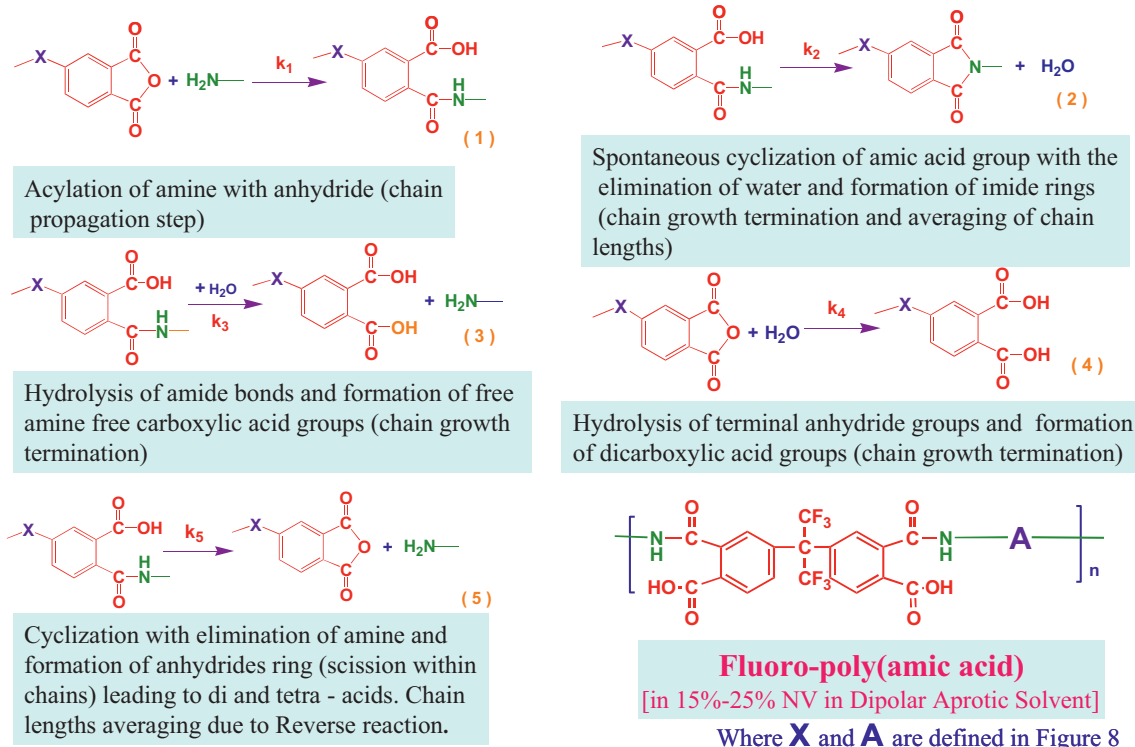 X
O
C
O
C
O
+ H2N
k1
X
O
C
OH
H
C
N
O
( 1 )
Acylation of amine with anhydride (chain
propagation step)
X
O
C
OH
H
C
N
O
k2
X
O
C
N
C
O
+ H2O
( 2 )
Spontaneous cyclization of amic acid group with the
elimination of water and formation of imide rings
(chain growth termination and averaging of chain
lengths)
X
O
C
OH
H
C
N
O
+ H2O
k3
X
O
C
OH
C
OH
O
+ H2N
( 3 )
Hydrolysis of amide bonds and formation of free
amine free carboxylic acid groups (chain growth
termination)
X
O
C
O
C
O
+ H2O
k4
X
O
C
OH
C
OH
O
( 4 )
Hydrolysis of terminal anhydride groups and formation
of dicarboxylic acid groups (chain growth termination)
X
O
C
OH
H
C
N
O
k5
X
O
C
O
C
O
+ H2N
( 5 )
Cyclization with elimination of amine and
formation of anhydrides ring (scission within
chains) leading to di and tetra - acids. Chain
lengths averaging due to Reverse reaction.
O
CF3
O
N
C
C
C
N
A
H
H
CF3
HO
C
C
OH
O
O
n
Fluoro-poly(amic acid)
[in 15%-25% NV in Dipolar Aprotic Solvent]
Where X and A are defined in Figure 8